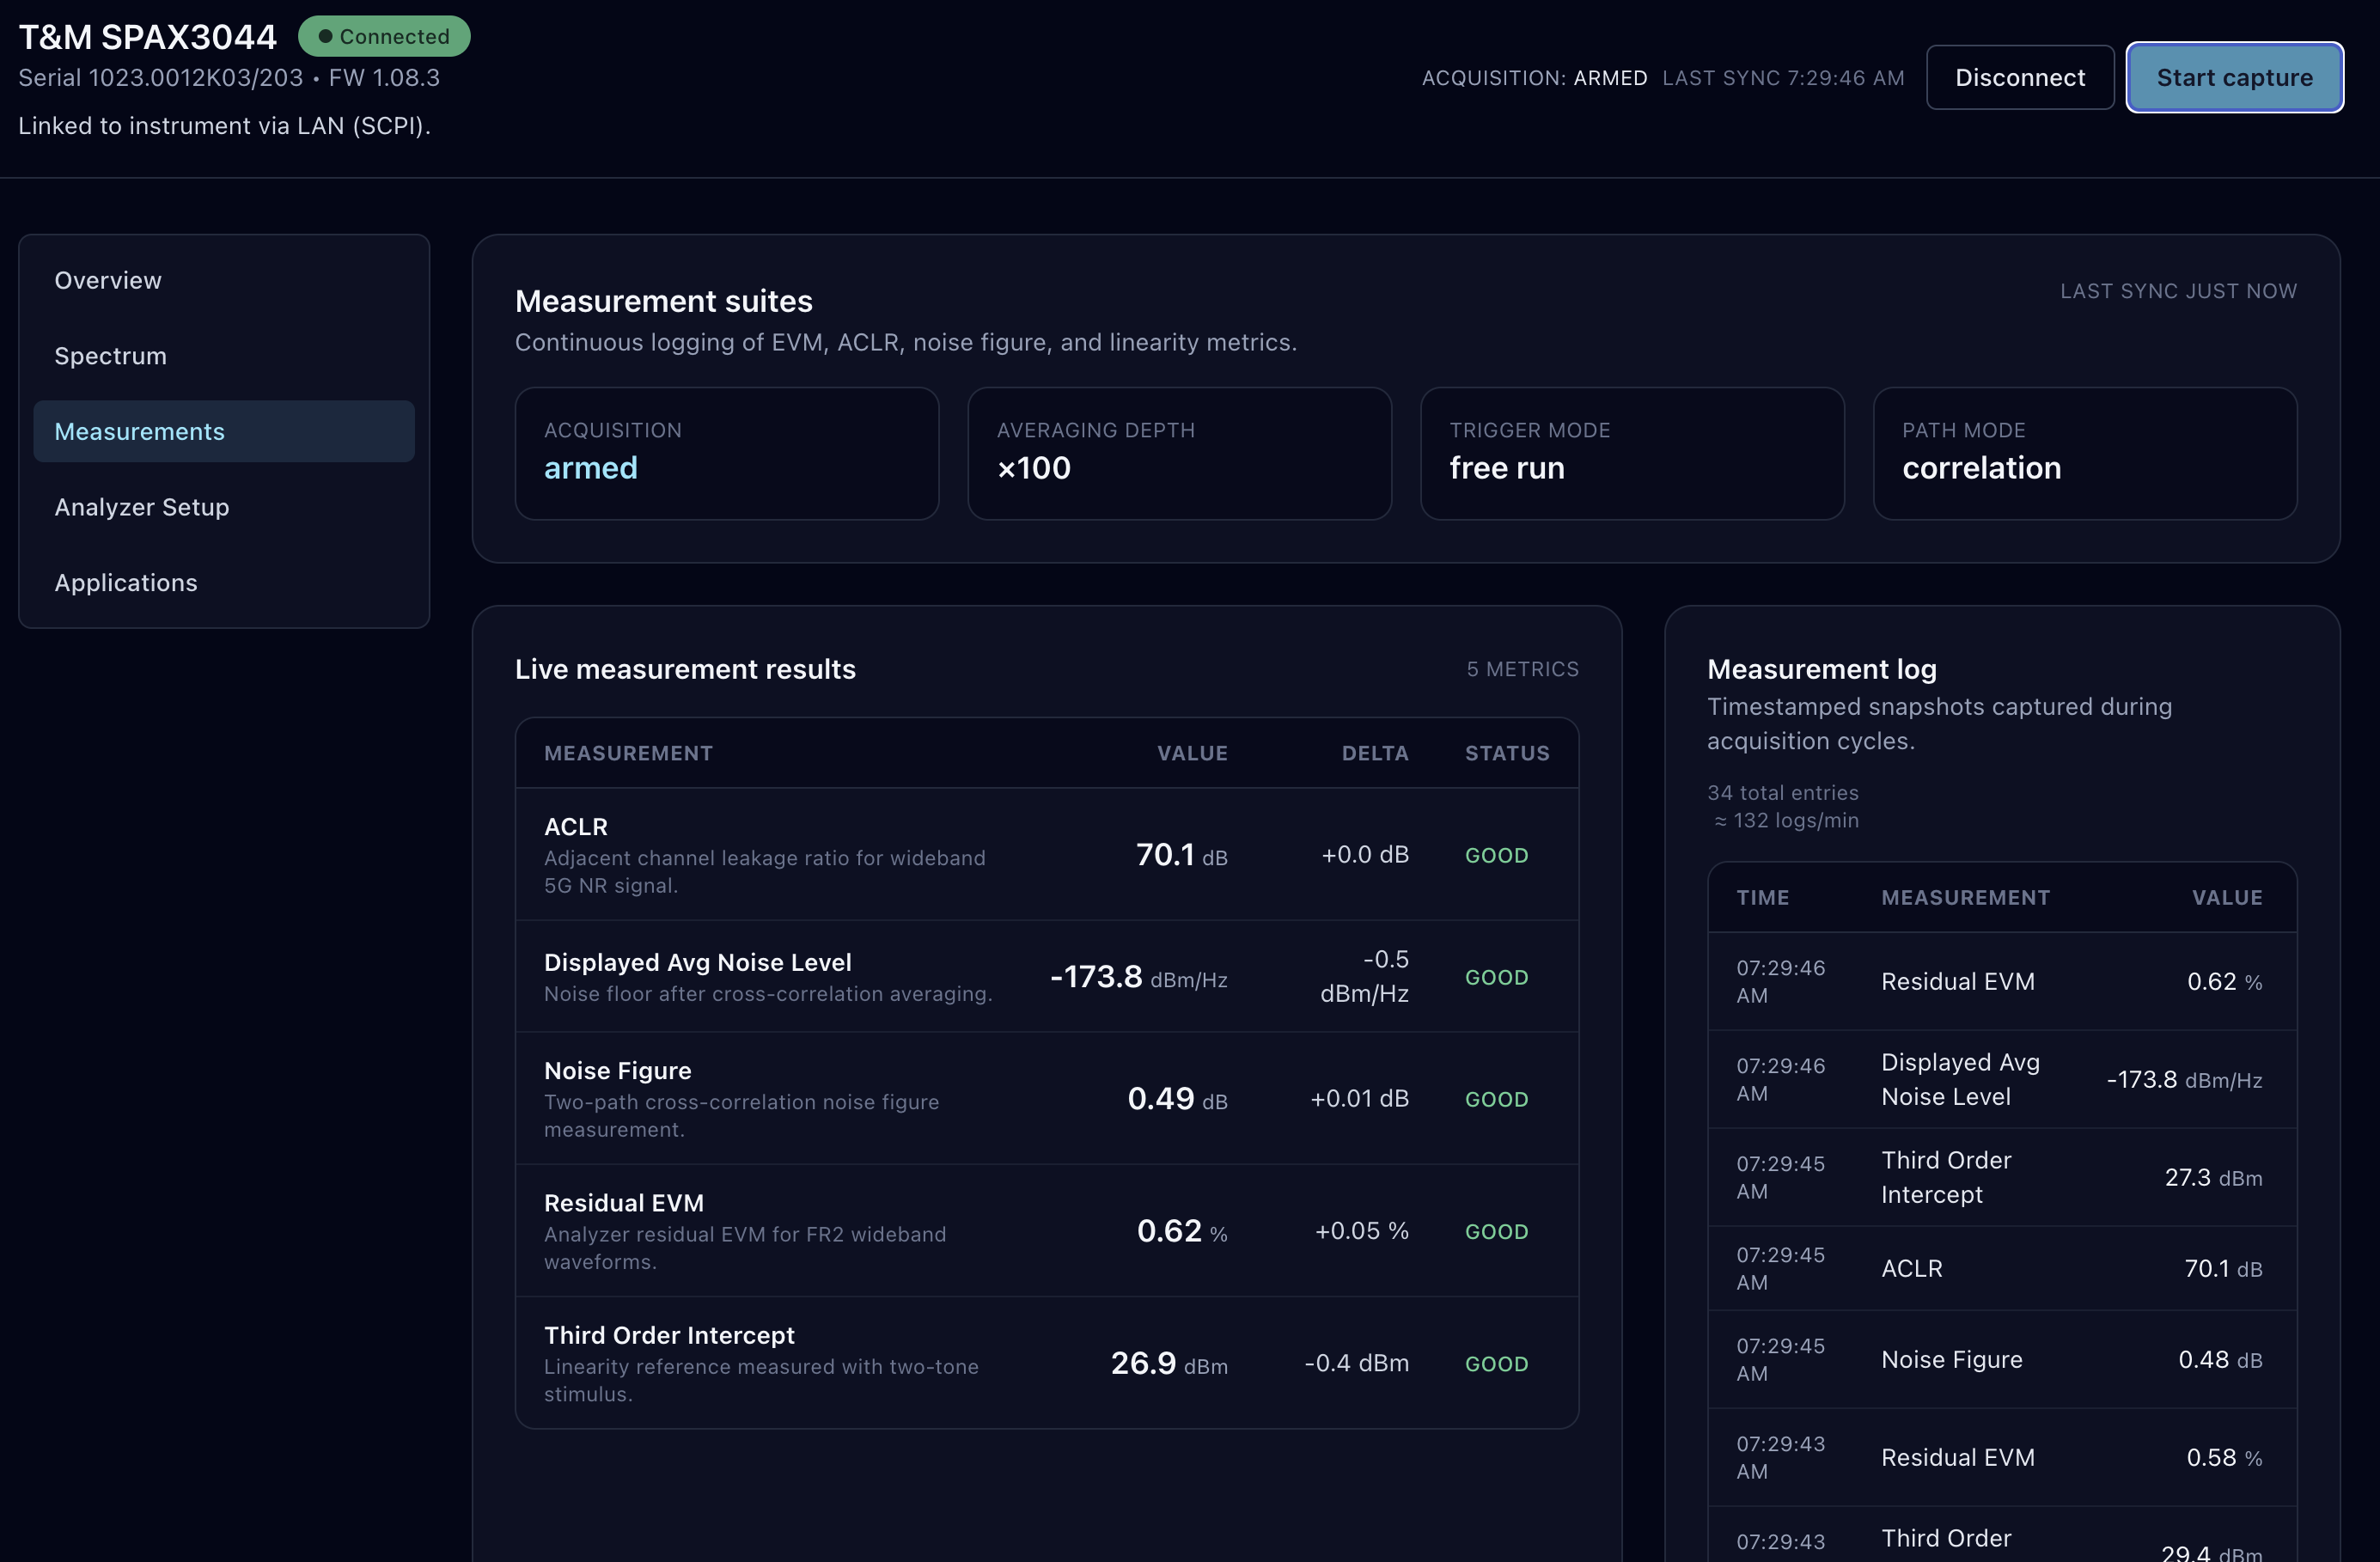 T&M SPAX3044
Connected
Serial 1023.0012K03/203 • FW 1.08.3
Linked to instrument via LAN (SCPI).
ACQUISITION: ARMED
LAST SYNC 7:29:46 AM
Disconnect
Start capture
Overview
Spectrum
Measurements
Analyzer Setup
Applications
Measurement suites
LAST SYNC JUST NOW
Continuous logging of EVM, ACLR, noise figure, and linearity metrics.
ACQUISITION
armed
AVERAGING DEPTH
×100
TRIGGER MODE
free run
PATH MODE
correlation
Live measurement results
5 METRICS
MEASUREMENT VALUE DELTA STATUS
ACLR
Adjacent channel leakage ratio for wideband
5G NR signal.
70.1 dB
+0.0 dB
GOOD
Displayed Avg Noise Level
Noise floor after cross-correlation averaging.
-173.8 dBm/Hz
-0.5
dBm/Hz
GOOD
Noise Figure
Two-path cross-correlation noise figure
measurement.
0.49 dB
+0.01 dB
GOOD
Residual EVM
Analyzer residual EVM for FR2 wideband
waveforms.
0.62 %
+0.05 %
GOOD
Third Order Intercept
Linearity reference measured with two-tone
stimulus.
26.9 dBm
-0.4 dBm
GOOD
Measurement log
Timestamped snapshots captured during
acquisition cycles.
34 total entries
≈ 132 logs/min
TIME MEASUREMENT VALUE
07:29:46
AM
Residual EVM
0.62 %
07:29:46
AM
Displayed Avg
Noise Level
-173.8 dBm/Hz
07:29:45
AM
Third Order
Intercept
27.3 dBm
07:29:45
AM
ACLR
70.1 dB
07:29:45
AM
Noise Figure
0.48 dB
07:29:43
AM
Residual EVM
0.58 %
07:29:43
Third Order
29.4 dBm